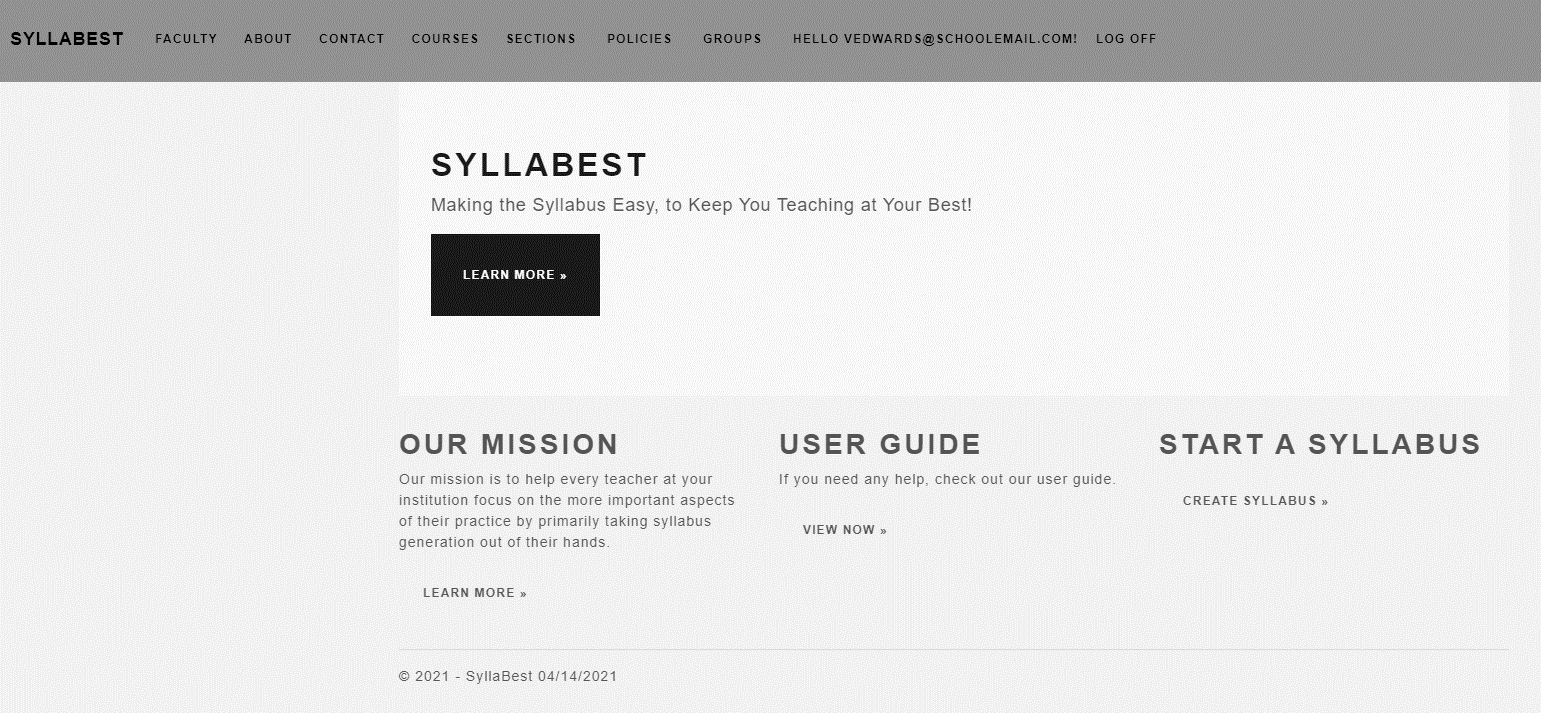 SYLLABEST FACULTY ABOUT CONTACT COURSES SECTIONS POLICIES GROUPS HELLO VEDWARDS@SCHOOLEMAIL.COM! LOG OFF
SYLLABEST
Making the Syllabus Easy, to Keep You Teaching at Your Best!
LEARN MORE »
OUR MISSION
Our mission is to help every teacher at your
institution focus on the more important aspects
of their practice by primarily taking syllabus
generation out of their hands.
LEARN MORE »
USER GUIDE
If you need any help, check out our user guide.
VIEW NOW »
START A SYLLABUS
CREATE SYLLABUS »
© 2021 - SyllaBest 04/14/2021